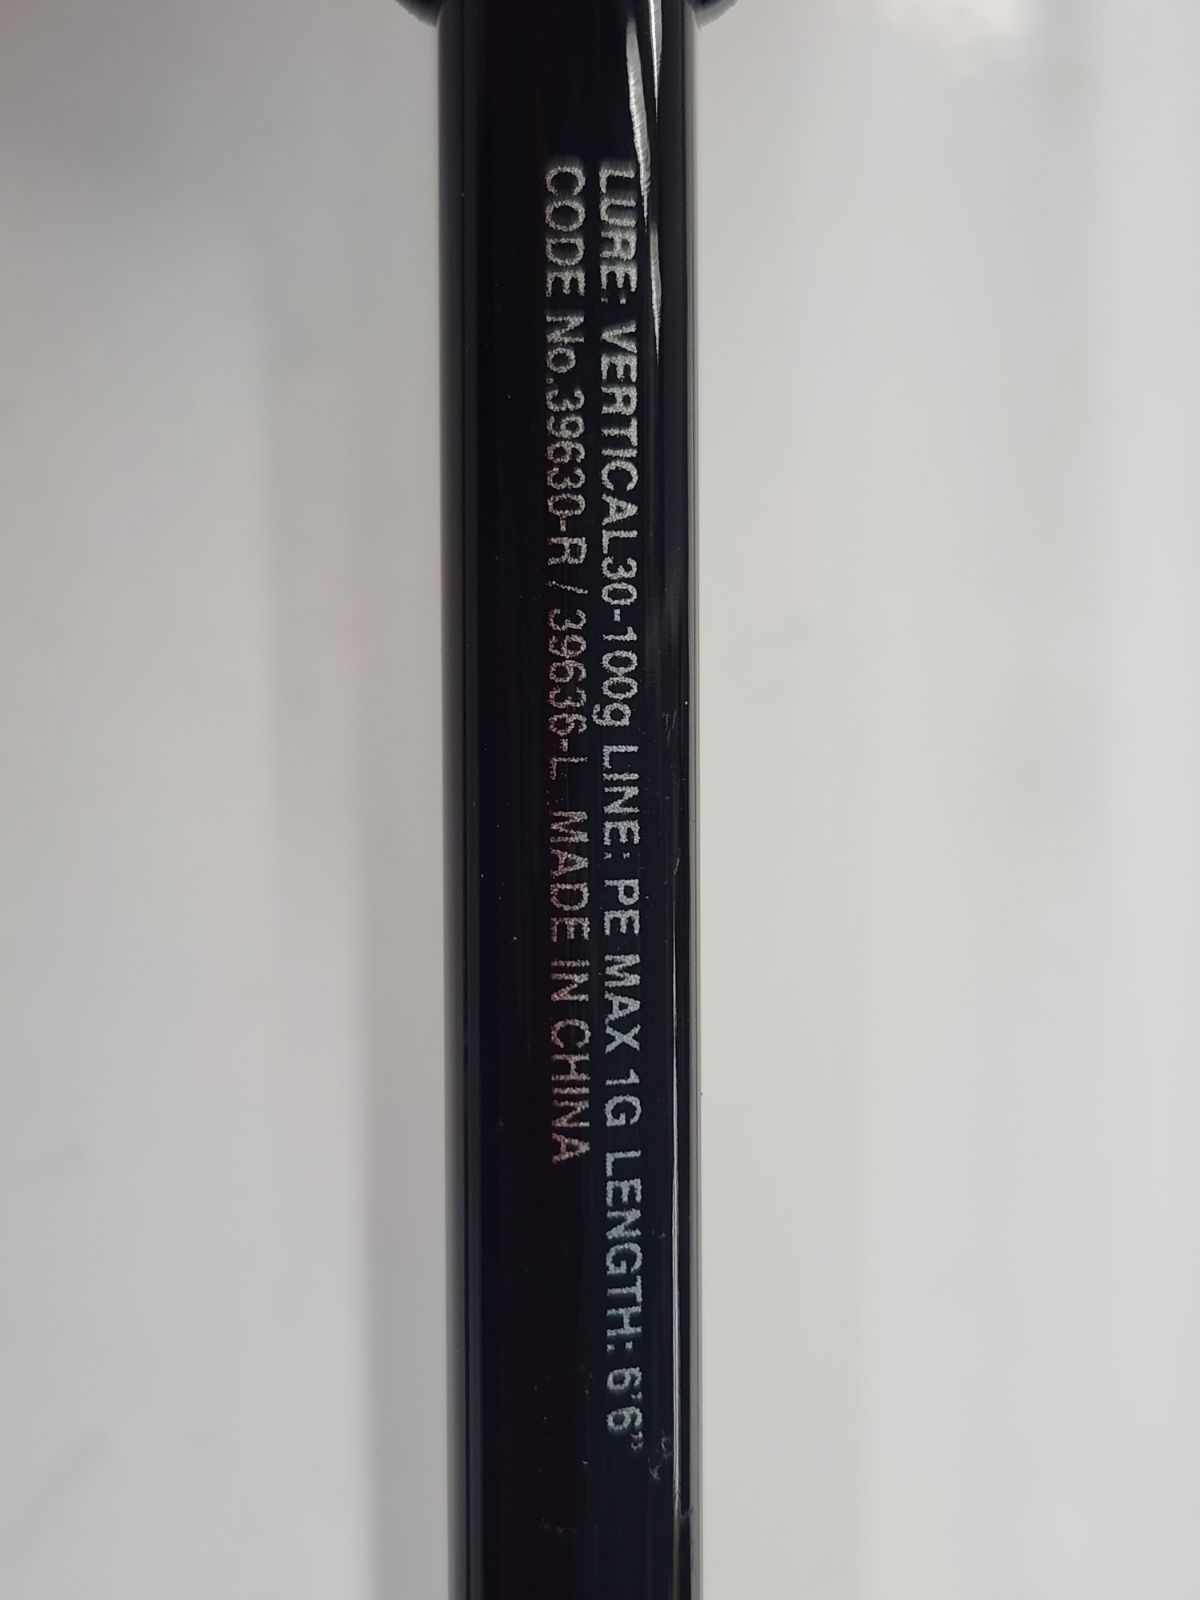 LURE: VERTICAL30-100g LINE: PE MAX 1G LENGTH: 6'6"
CODE No.39630-R / 39636-L MADE IN CHINA